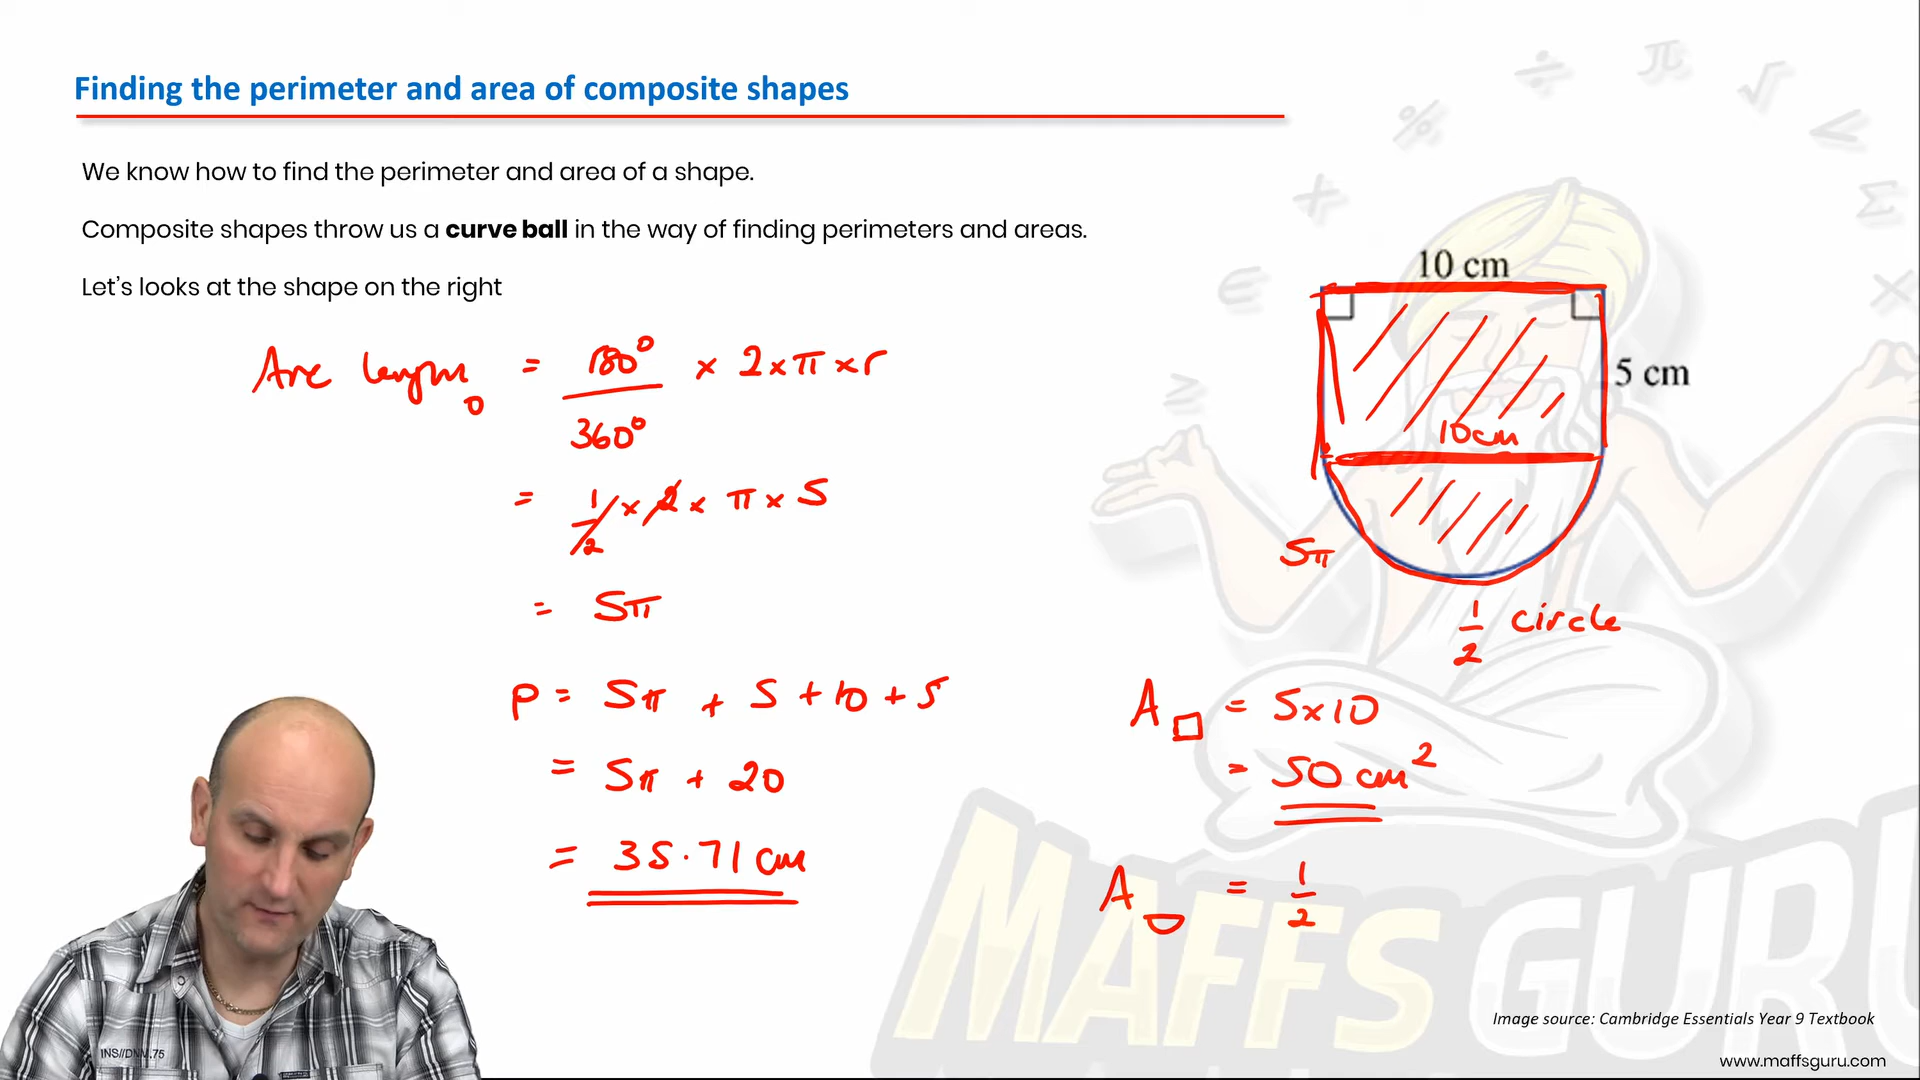 Finding the perimeter and area of composite shapes
We know how to find the perimeter and area of a shape.
Composite shapes throw us a curve ball in the way of finding perimeters and areas.
Let's looks at the shape on the right
Arc length = 180°/360° × 2 × π × r
= 1/2 × 2 × π × 5
= 5π
P = 5π + 5 + 10 + 5
= 5π + 20
= 35.71 cm
10 cm
5 cm
10cm
5π
1/2 circle
A□ = 5×10
= 50 cm²
A = 1/2
MAFFS GURU
INS//DNM.75
Image source: Cambridge Essentials Year 9 Textbook
www.maffsguru.com